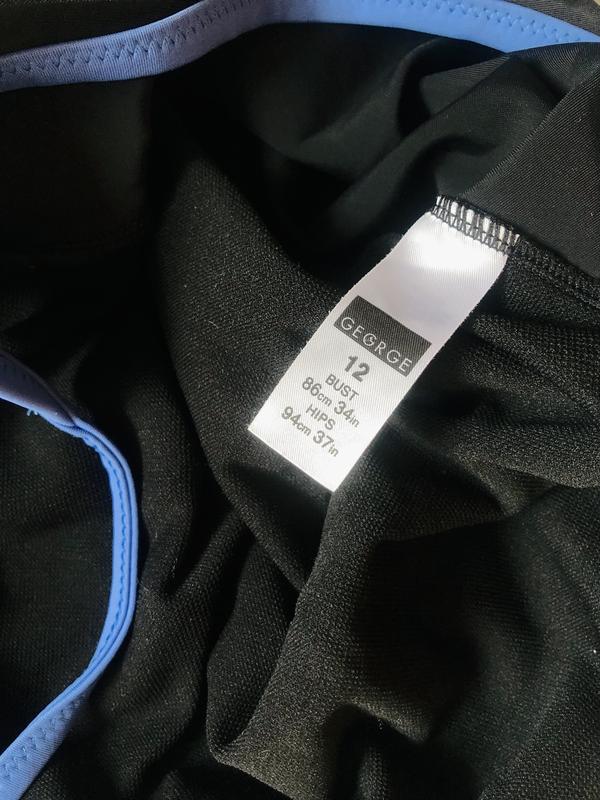 GEORGE
12
BUST
86cm 34in
HIPS
94cm 37in